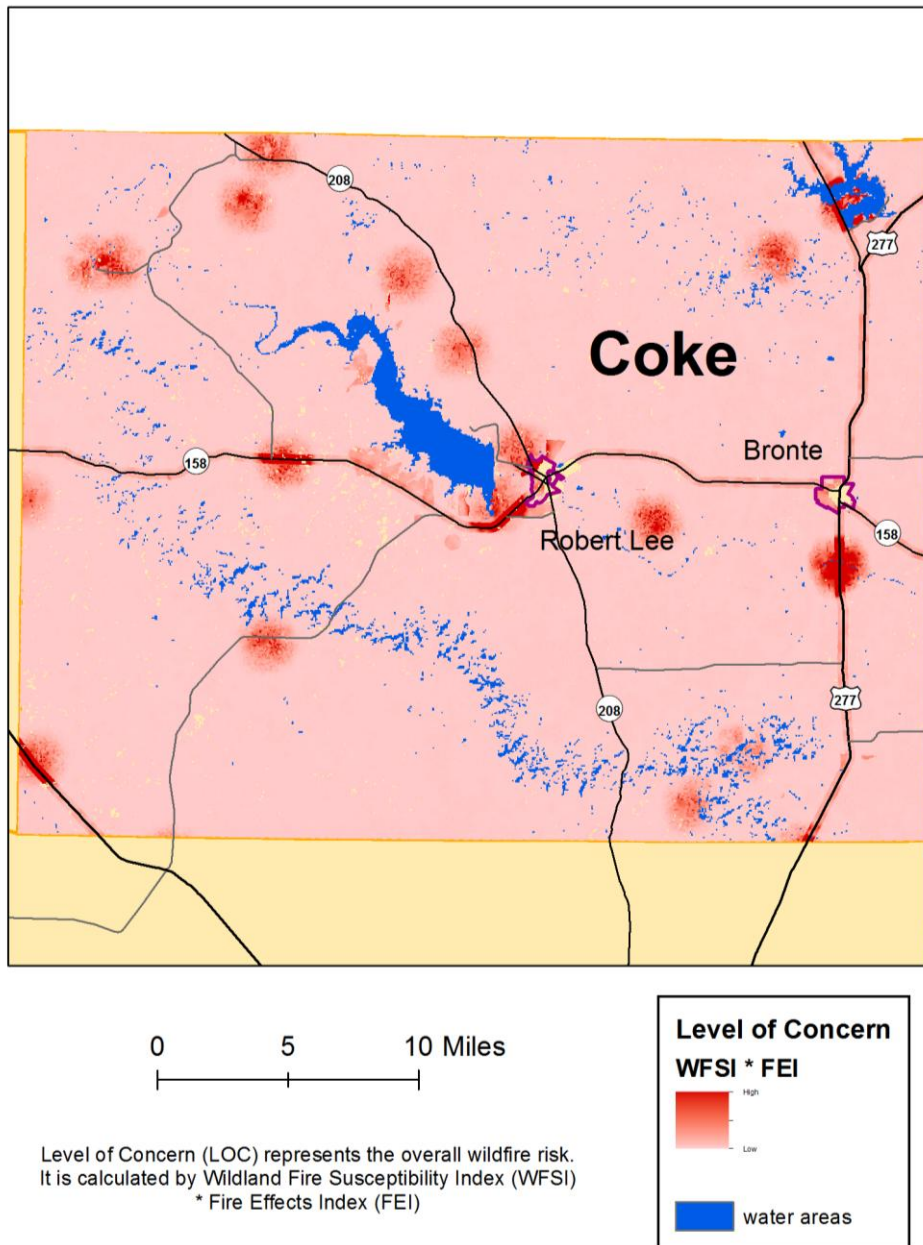 208
277
Coke
158
Bronte
Robert Lee
158
208
277
0 5 10 Miles
Level of Concern (LOC) represents the overall wildfire risk.
It is calculated by Wildland Fire Susceptibility Index (WFSI)
* Fire Effects Index (FEI)
Level of Concern
WFSI * FEI
High
Low
water areas